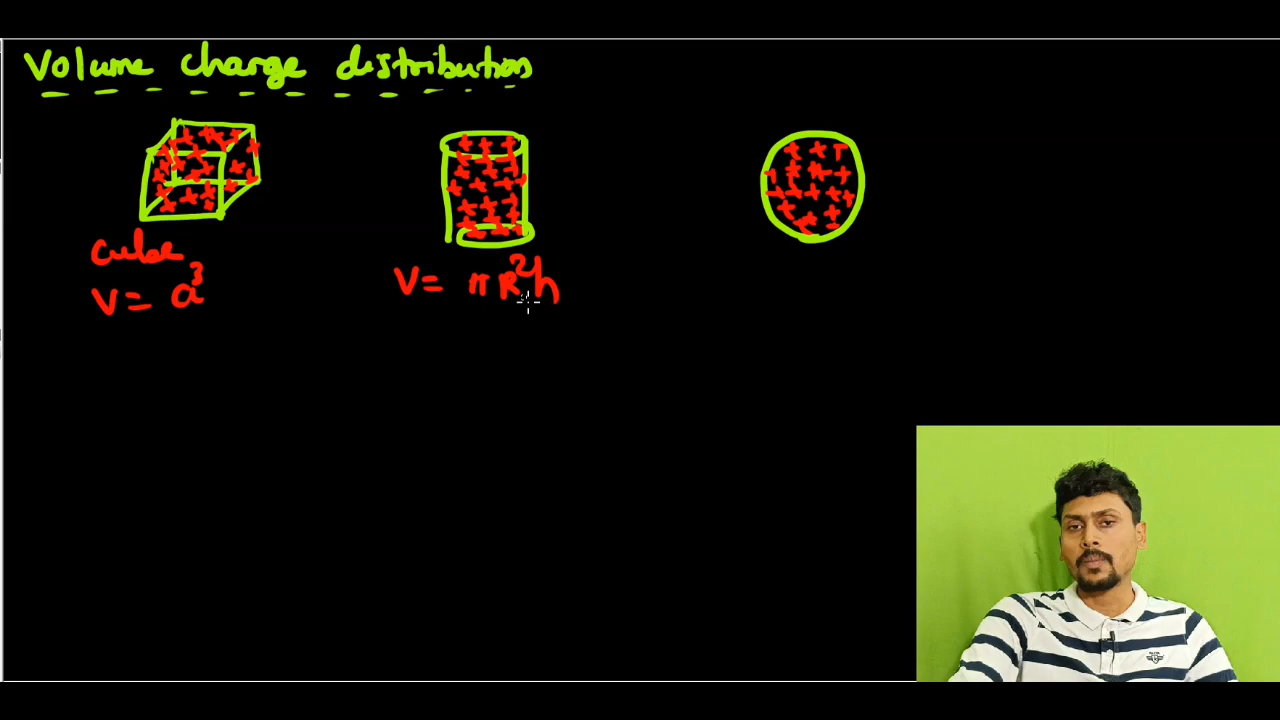 Volume charge distribution
cube
V = a³
V = πR²h